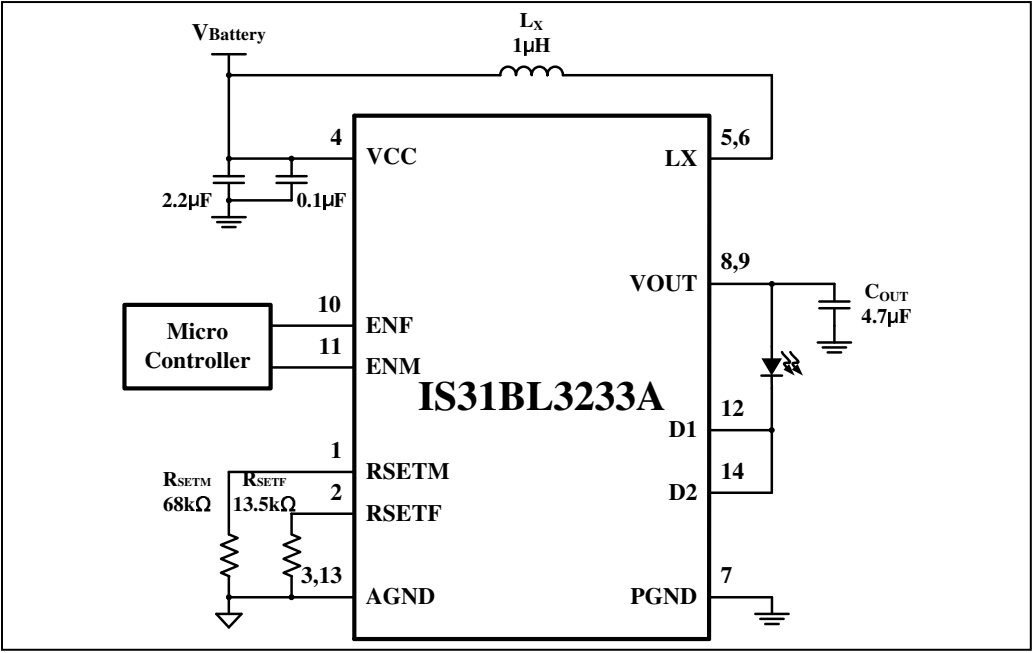 VBattery
LX
1µH
4
VCC
5,6
LX
2.2µF
0.1µF
8,9
VOUT
COUT
4.7µF
Micro
Controller
10
ENF
11
ENM
IS31BL3233A
12
D1
14
D2
1
RSETM
RSETM
68kΩ
RSETF
13.5kΩ
2
RSETF
3,13
AGND
7
PGND